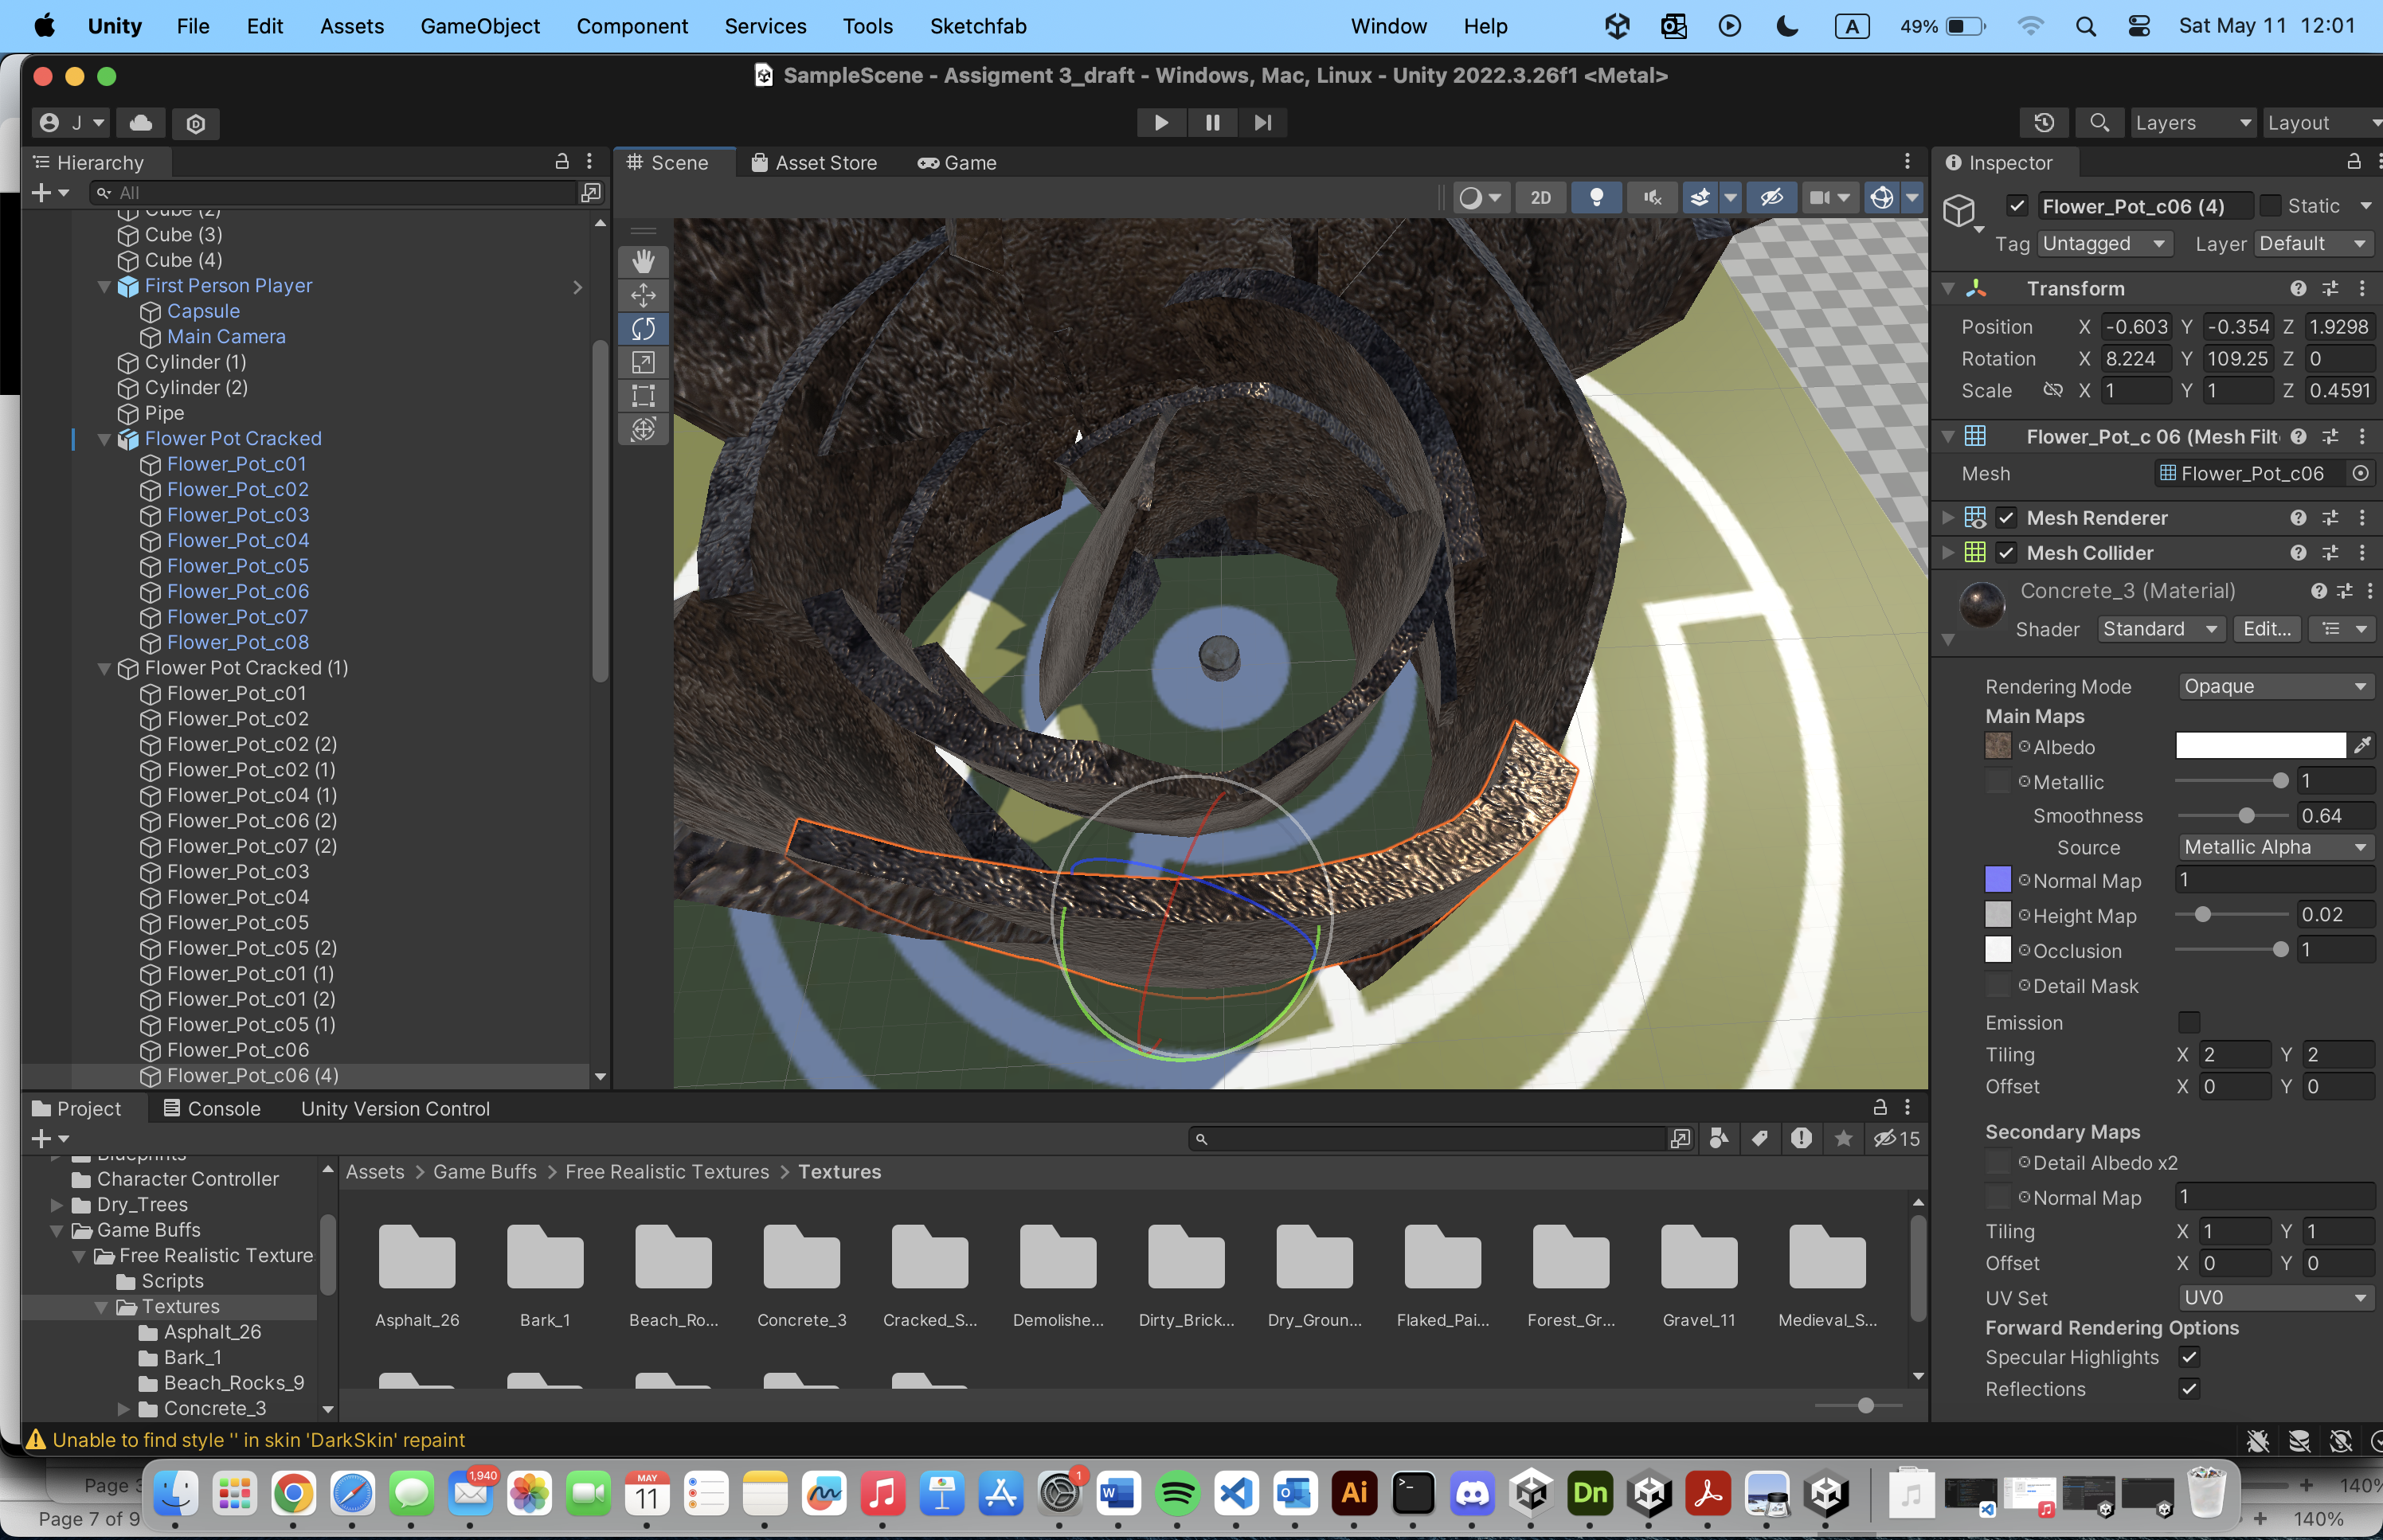 Unity File Edit Assets GameObject Component Services Tools Sketchfab Window Help A 49% Sat May 11 12:01
SampleScene - Assigment 3_draft - Windows, Mac, Linux - Unity 2022.3.26f1 <Metal>
J Layers Layout
Hierarchy
All
Cube (2)
Cube (3)
Cube (4)
First Person Player
Capsule
Main Camera
Cylinder (1)
Cylinder (2)
Pipe
Flower Pot Cracked
Flower_Pot_c01
Flower_Pot_c02
Flower_Pot_c03
Flower_Pot_c04
Flower_Pot_c05
Flower_Pot_c06
Flower_Pot_c07
Flower_Pot_c08
Flower Pot Cracked (1)
Flower_Pot_c01
Flower_Pot_c02
Flower_Pot_c02 (2)
Flower_Pot_c02 (1)
Flower_Pot_c04 (1)
Flower_Pot_c06 (2)
Flower_Pot_c07 (2)
Flower_Pot_c03
Flower_Pot_c04
Flower_Pot_c05
Flower_Pot_c05 (2)
Flower_Pot_c01 (1)
Flower_Pot_c01 (2)
Flower_Pot_c05 (1)
Flower_Pot_c06
Flower_Pot_c06 (4)
Scene Asset Store Game
2D
Inspector
Flower_Pot_c06 (4) Static
Tag Untagged Layer Default
Transform
Position X -0.603 Y -0.354 Z 1.9298
Rotation X 8.224 Y 109.25 Z 0
Scale X 1 Y 1 Z 0.4591
Flower_Pot_c 06 (Mesh Filt
Mesh Flower_Pot_c06
Mesh Renderer
Mesh Collider
Concrete_3 (Material)
Shader Standard Edit...
Rendering Mode Opaque
Main Maps
Albedo
Metallic 1
Smoothness 0.64
Source Metallic Alpha
Normal Map 1
Height Map 0.02
Occlusion 1
Detail Mask
Emission
Tiling X 2 Y 2
Offset X 0 Y 0
Secondary Maps
Detail Albedo x2
Normal Map 1
Tiling X 1 Y 1
Offset X 0 Y 0
UV Set UV0
Forward Rendering Options
Specular Highlights
Reflections
Project Console Unity Version Control
15
Blueprints
Character Controller
Dry_Trees
Game Buffs
Free Realistic Texture
Scripts
Textures
Asphalt_26
Bark_1
Beach_Rocks_9
Concrete_3
Assets > Game Buffs > Free Realistic Textures > Textures
Asphalt_26 Bark_1 Beach_Ro... Concrete_3 Cracked_S... Demolishe... Dirty_Brick... Dry_Groun... Flaked_Pai... Forest_Gr... Gravel_11 Medieval_S...
Unable to find style '' in skin 'DarkSkin' repaint
Page 3 140%
Page 7 of 9 140%
1,940 MAY 11 1 W Ai >_ Dn